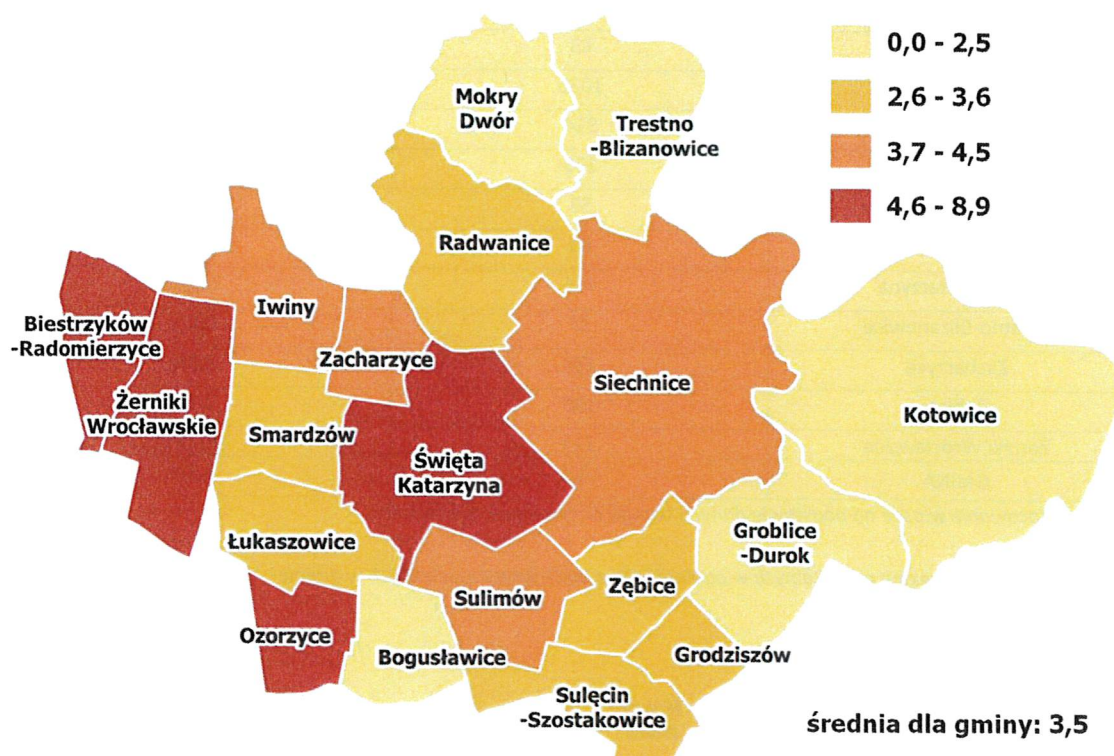 0,0 - 2,5
2,6 - 3,6
3,7 - 4,5
4,6 - 8,9
Mokry
Dwór
Trestno
-Blizanowice
Radwanice
Iwiny
Biestrzyków
-Radomierzyce
Zacharzyce
Siechnice
Żerniki
Wrocławskie
Kotowice
Smardzów
Święta
Katarzyna
Łukaszowice
Groblice
-Durok
Zębice
Sulimów
Ozorzyce
Bogusławice
Grodziszów
Sulęcin
-Szostakowice
średnia dla gminy: 3,5